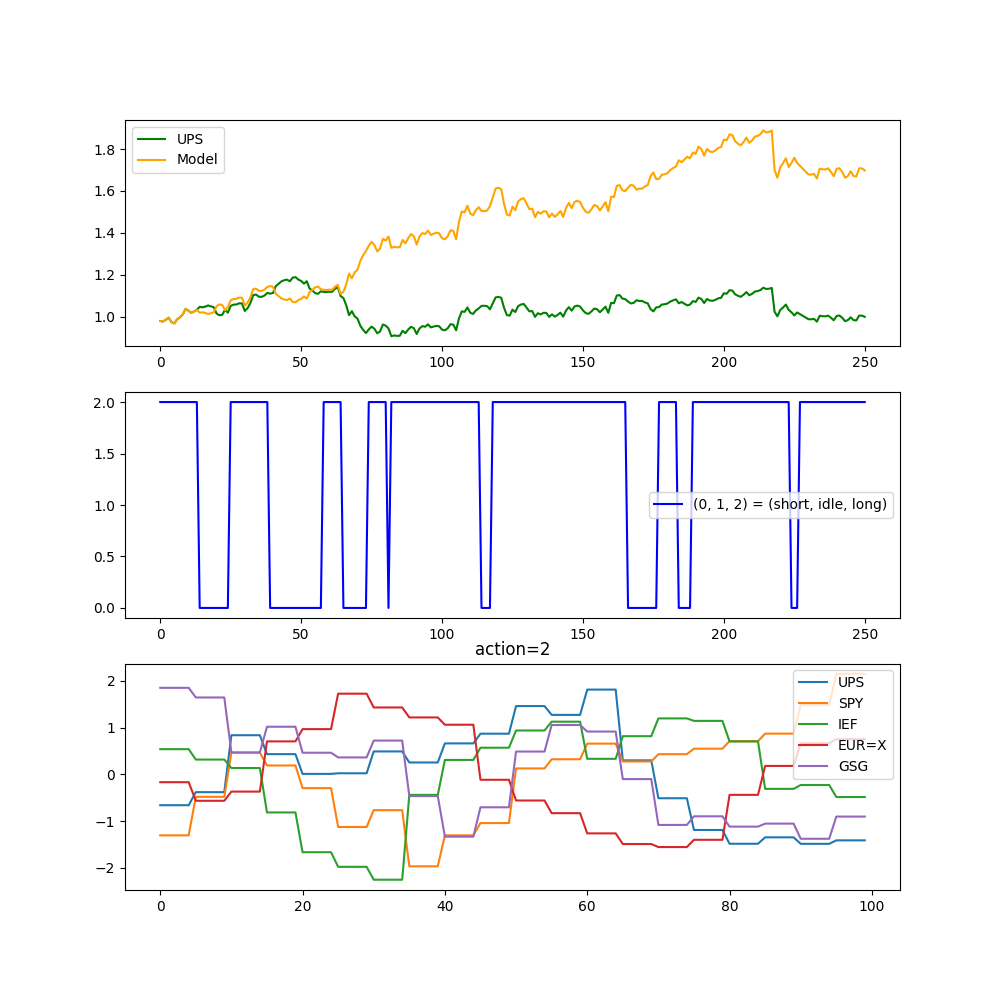 UPS
Model
1.8
1.6
1.4
1.2
1.0
0 50 100 150 200 250
2.0
1.5
1.0
0.5
0.0
(0, 1, 2) = (short, idle, long)
0 50 100 150 200 250
action=2
2
1
0
−1
−2
UPS
SPY
IEF
EUR=X
GSG
0 20 40 60 80 100